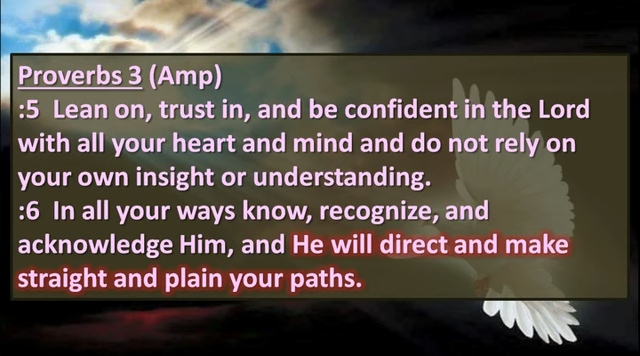 Proverbs 3 (Amp)
:5  Lean on, trust in, and be confident in the Lord
with all your heart and mind and do not rely on
your own insight or understanding.
:6  In all your ways know, recognize, and
acknowledge Him, and He will direct and make
straight and plain your paths.